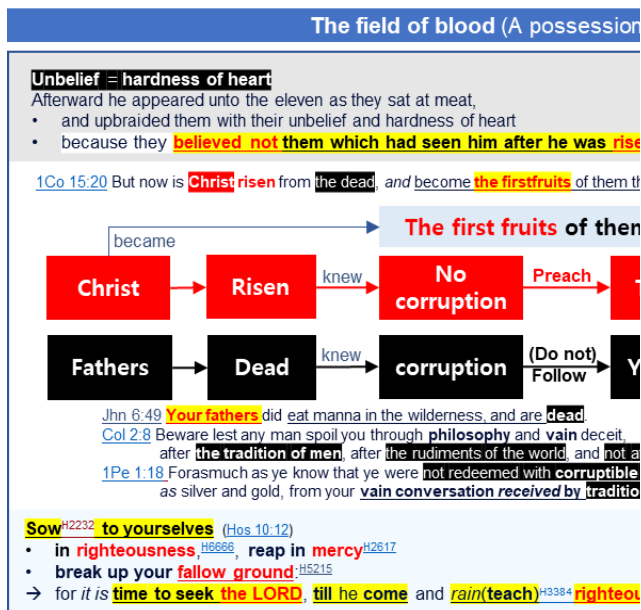 The field of blood (A possession
Unbelief = hardness of heart
Afterward he appeared unto the eleven as they sat at meat,
• and upbraided them with their unbelief and hardness of heart
• because they believed not them which had seen him after he was rise
1Co 15:20 But now is Christ risen from the dead, and become the firstfruits of them th
became
The first fruits of them
Christ
Risen
knew
No corruption
Preach
T
Fathers
Dead
knew
corruption
(Do not) Follow
Y
Jhn 6:49 Your fathers did eat manna in the wilderness, and are dead.
Col 2:8 Beware lest any man spoil you through philosophy and vain deceit,
after the tradition of men, after the rudiments of the world, and not a
1Pe 1:18 Forasmuch as ye know that ye were not redeemed with corruptible
as silver and gold, from your vain conversation received by tradition
Sow H2232 to yourselves (Hos 10:12)
• in righteousness, H6666, reap in mercy H2617
• break up your fallow ground: H5215
→ for it is time to seek the LORD, till he come and rain(teach) H3384 righteou